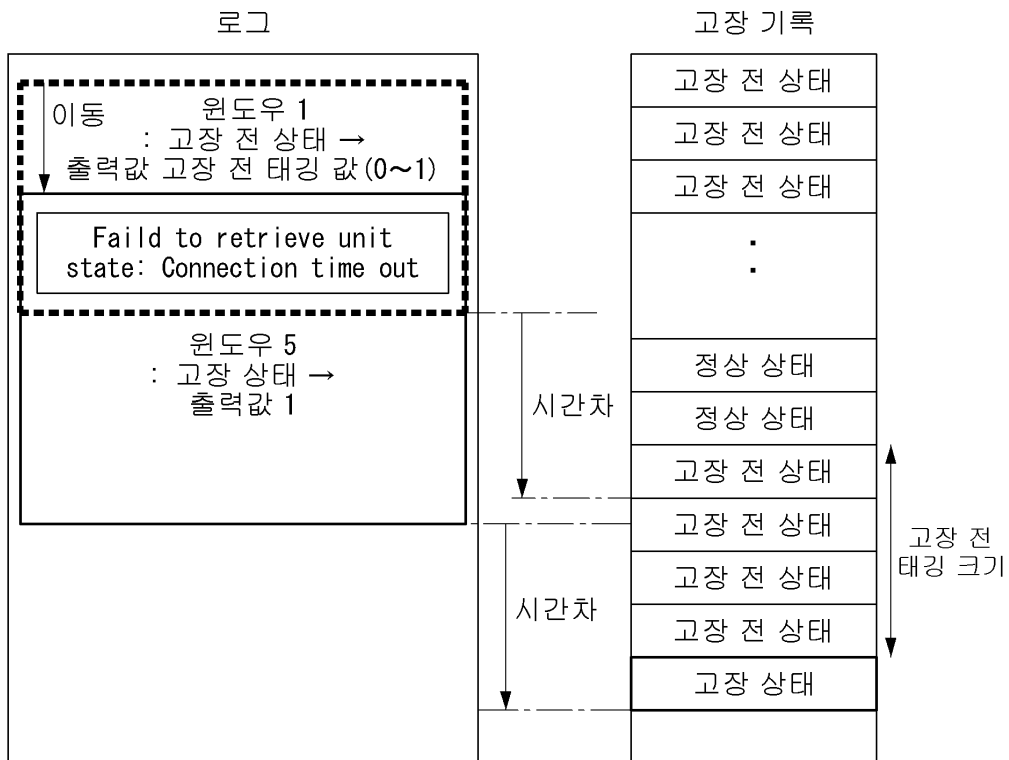 로그
이동
윈도우 1
: 고장 전 상태 →
출력값 고장 전 태깅 값(0~1)
Faild to retrieve unit
state: Connection time out
윈도우 5
: 고장 상태 →
출력값 1
시간차
시간차
고장 기록
고장 전 상태
고장 전 상태
고장 전 상태
:
정상 상태
정상 상태
고장 전 상태
고장 전 상태
고장 전 상태
고장 전 상태
고장 상태
고장 전
태깅 크기